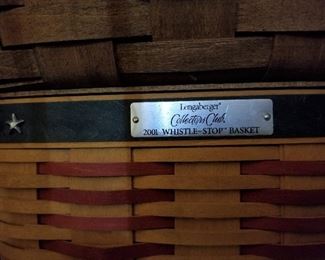 Longaberger®
Collectors Club
2001 WHISTLE-STOP™ BASKET